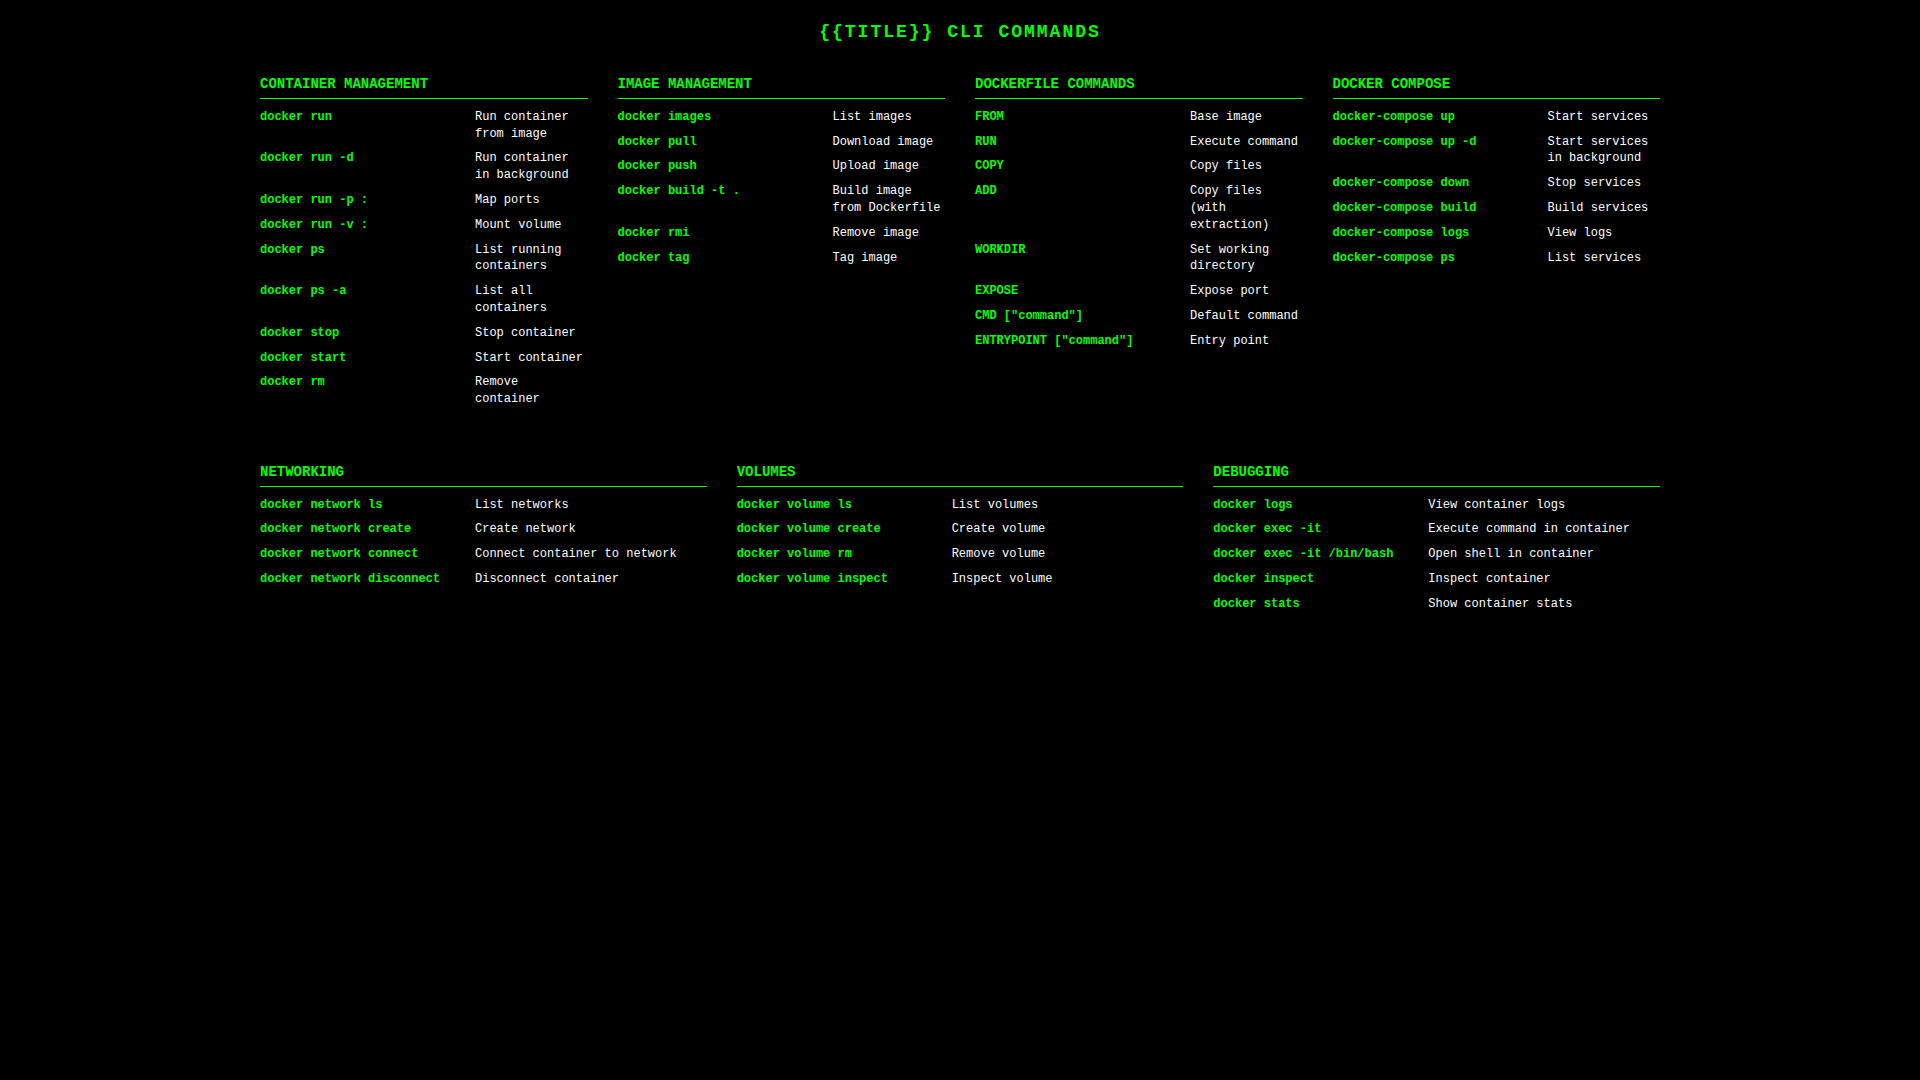 {{TITLE}} CLI COMMANDS
CONTAINER MANAGEMENT
docker run Run container
from image
docker run -d Run container
in background
docker run -p : Map ports
docker run -v : Mount volume
docker ps List running
containers
docker ps -a List all
containers
docker stop Stop container
docker start Start container
docker rm Remove
container
IMAGE MANAGEMENT
docker images List images
docker pull Download image
docker push Upload image
docker build -t . Build image
from Dockerfile
docker rmi Remove image
docker tag Tag image
DOCKERFILE COMMANDS
FROM Base image
RUN Execute command
COPY Copy files
ADD Copy files
(with
extraction)
WORKDIR Set working
directory
EXPOSE Expose port
CMD ["command"] Default command
ENTRYPOINT ["command"] Entry point
DOCKER COMPOSE
docker-compose up Start services
docker-compose up -d Start services
in background
docker-compose down Stop services
docker-compose build Build services
docker-compose logs View logs
docker-compose ps List services
NETWORKING
docker network ls List networks
docker network create Create network
docker network connect Connect container to network
docker network disconnect Disconnect container
VOLUMES
docker volume ls List volumes
docker volume create Create volume
docker volume rm Remove volume
docker volume inspect Inspect volume
DEBUGGING
docker logs View container logs
docker exec -it Execute command in container
docker exec -it /bin/bash Open shell in container
docker inspect Inspect container
docker stats Show container stats